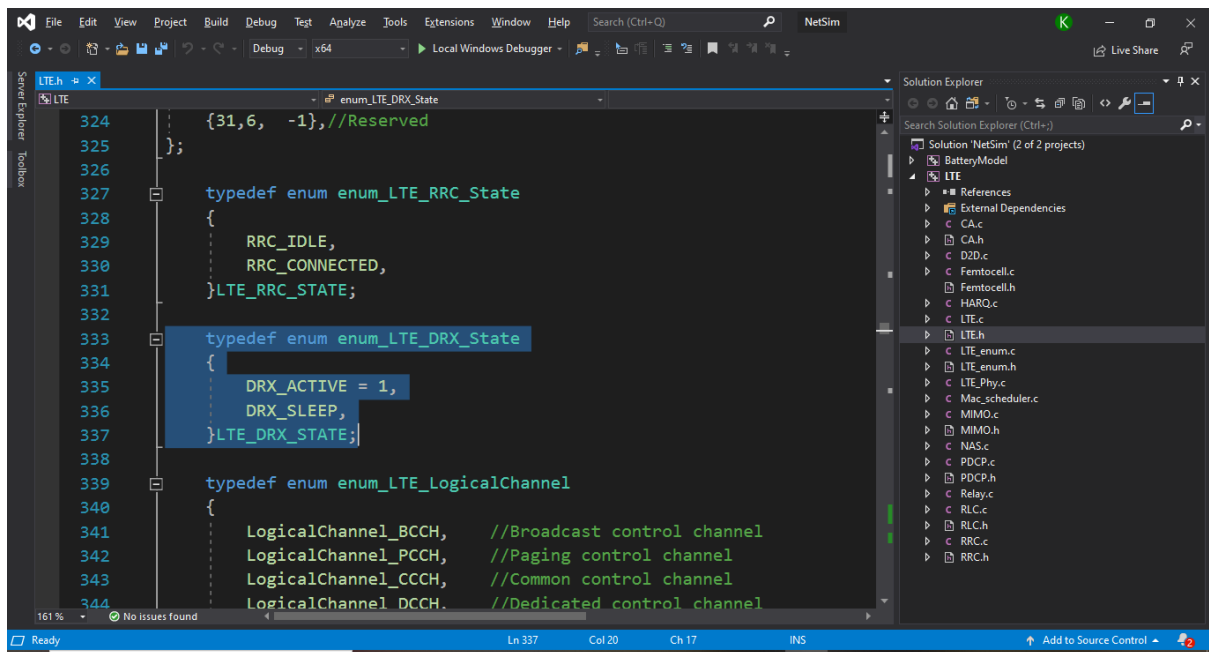 File Edit View Project Build Debug Test Analyze Tools Extensions Window Help Search (Ctrl+Q) NetSim K
Debug x64 Local Windows Debugger Live Share
Server Explorer
Toolbox
LTE.h
LTE enum_LTE_DRX_State
324 {31,6, -1},//Reserved
325 };
326
327 typedef enum enum_LTE_RRC_State
328 {
329 RRC_IDLE,
330 RRC_CONNECTED,
331 }LTE_RRC_STATE;
332
333 typedef enum enum_LTE_DRX_State
334 {
335 DRX_ACTIVE = 1,
336 DRX_SLEEP,
337 }LTE_DRX_STATE;
338
339 typedef enum enum_LTE_LogicalChannel
340 {
341 LogicalChannel_BCCH, //Broadcast control channel
342 LogicalChannel_PCCH, //Paging control channel
343 LogicalChannel_CCCH, //Common control channel
344 LogicalChannel_DCCH, //Dedicated control channel
161 % No issues found
Solution Explorer
Search Solution Explorer (Ctrl+;)
Solution 'NetSim' (2 of 2 projects)
BatteryModel
LTE
References
External Dependencies
CA.c
CA.h
D2D.c
Femtocell.c
Femtocell.h
HARQ.c
LTE.c
LTE.h
LTE_enum.c
LTE_enum.h
LTE_Phy.c
Mac_scheduler.c
MIMO.c
MIMO.h
NAS.c
PDCP.c
PDCP.h
Relay.c
RLC.c
RLC.h
RRC.c
RRC.h
Ready Ln 337 Col 20 Ch 17 INS Add to Source Control 2